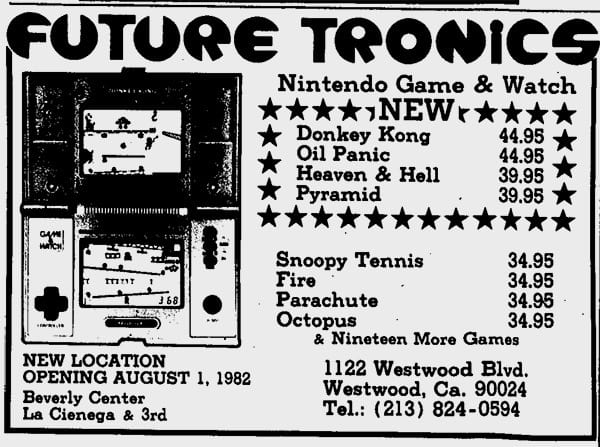 FUTURE TRONICS
Nintendo Game & Watch
NEW
Donkey Kong 44.95
Oil Panic 44.95
Heaven & Hell 39.95
Pyramid 39.95
Snoopy Tennis 34.95
Fire 34.95
Parachute 34.95
Octopus 34.95
& Nineteen More Games
1122 Westwood Blvd.
Westwood, Ca. 90024
Tel.: (213) 824-0594
GAME
& WATCH
368
NEW LOCATION
OPENING AUGUST 1, 1982
Beverly Center
La Cienega & 3rd